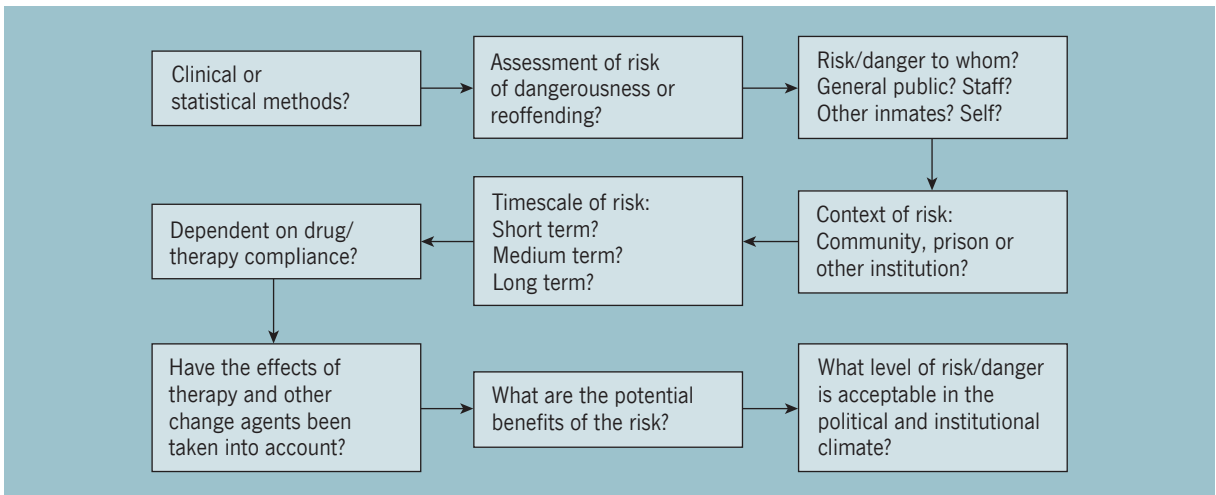 Clinical or
statistical methods?
Assessment of risk
of dangerousness or
reoffending?
Risk/danger to whom?
General public? Staff?
Other inmates? Self?
Context of risk:
Community, prison or
other institution?
Timescale of risk:
Short term?
Medium term?
Long term?
Dependent on drug/
therapy compliance?
Have the effects of
therapy and other
change agents been
taken into account?
What are the potential
benefits of the risk?
What level of risk/danger
is acceptable in the
political and institutional
climate?